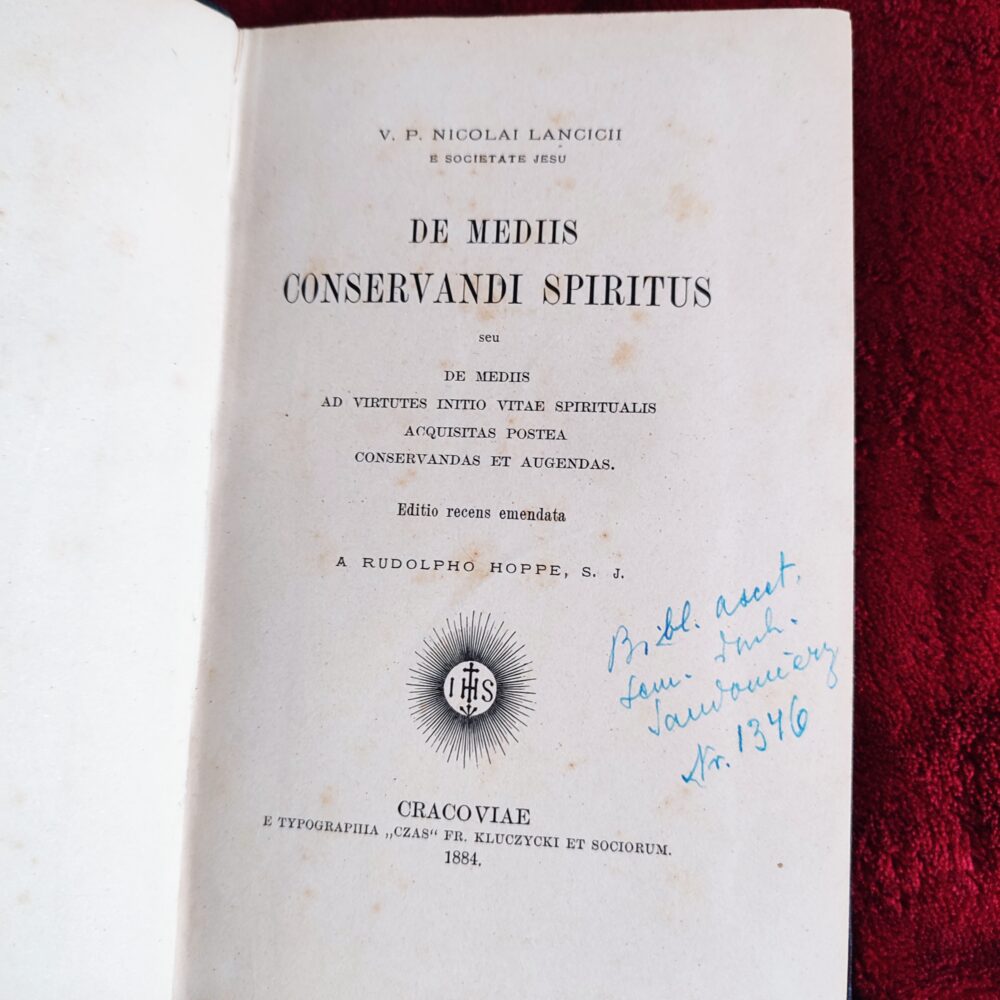 V. P. NICOLAI LANCICII
E SOCIETATE JESU
DE MEDIIS
CONSERVANDI SPIRITUS
seu
DE MEDIIS
AD VIRTUTES INITIO VITAE SPIRITUALIS
ACQUISITAS POSTEA
CONSERVANDAS ET AUGENDAS.
Editio recens emendata
A RUDOLPHO HOPPE, S. J.
Bibl. ascet.
Sem. duch.
Sandomierz
Nr. 1346
IHS
CRACOVIAE
E TYPOGRAPHIA „CZAS“ FR. KLUCZYCKI ET SOCIORUM.
1884.